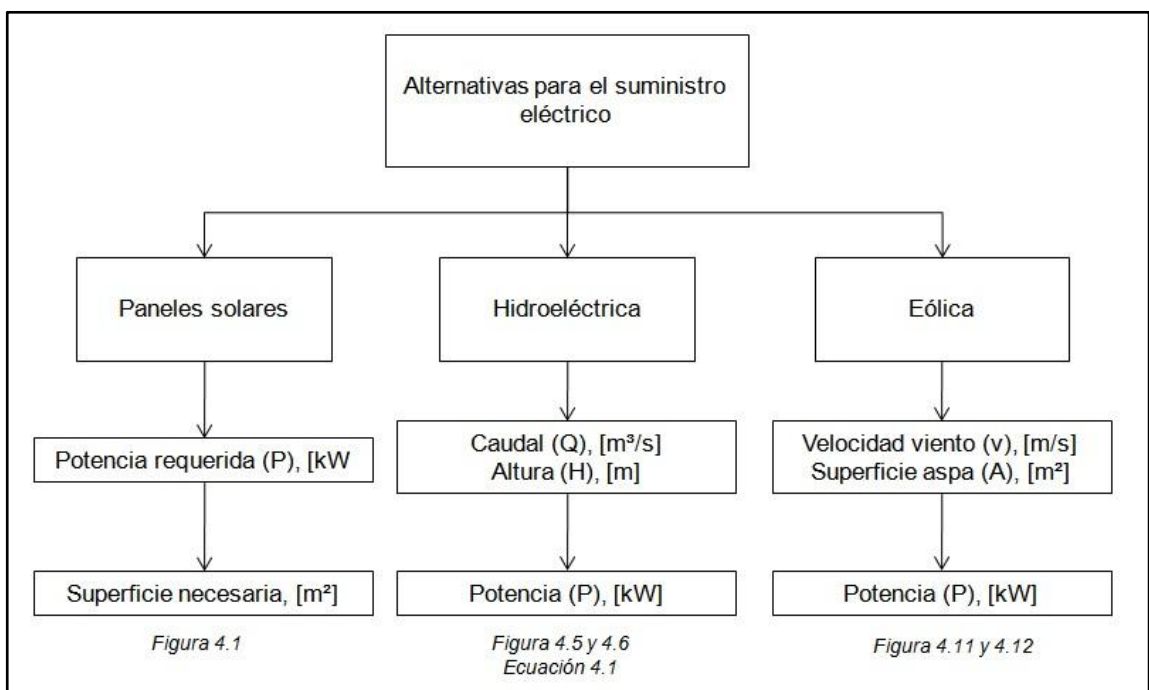 Alternativas para el suministro
eléctrico
Paneles solares
Hidroeléctrica
Eólica
Potencia requerida (P), [kW
Caudal (Q), [m³/s]
Altura (H), [m]
Velocidad viento (v), [m/s]
Superficie aspa (A), [m²]
Superficie necesaria, [m²]
Potencia (P), [kW]
Potencia (P), [kW]
Figura 4.1
Figura 4.5 y 4.6
Ecuación 4.1
Figura 4.11 y 4.12